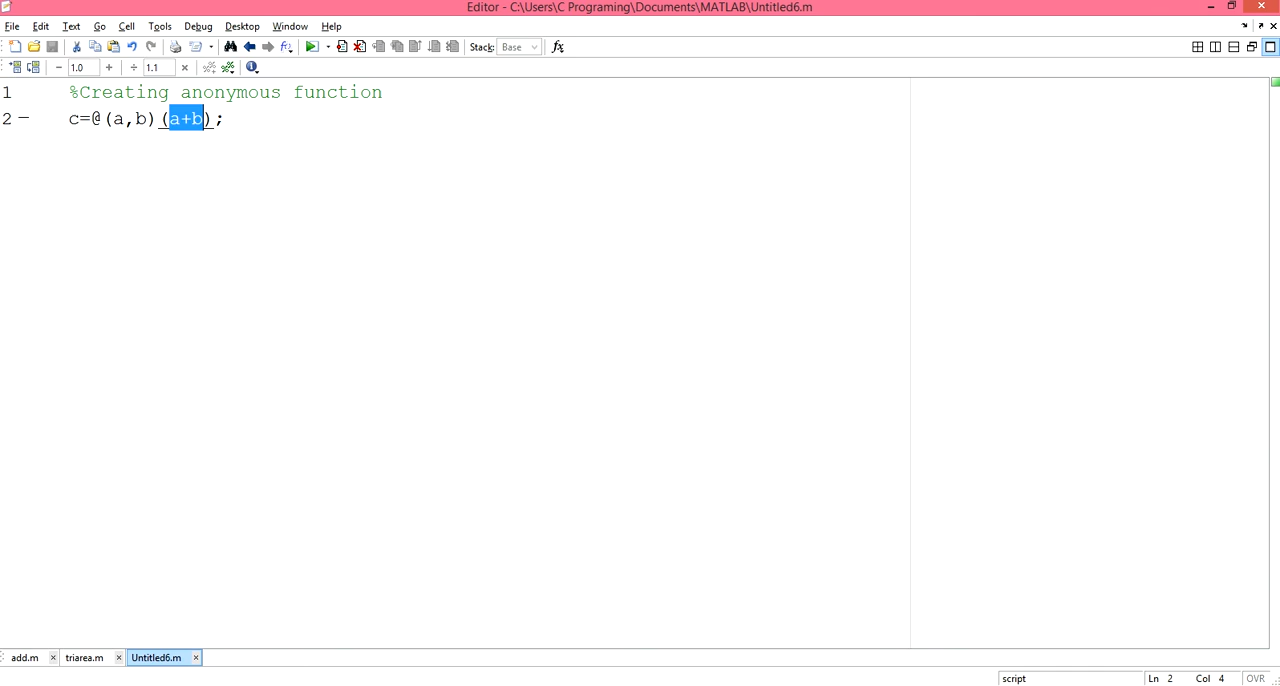 Editor - C:\Users\C Programing\Documents\MATLAB\Untitled6.m
File Edit Text Go Cell Tools Debug Desktop Window Help
Stack: Base fx
− 1.0 + ÷ 1.1 ×
1 %Creating anonymous function
2 − c=@(a,b)(a+b);
add.m × triarea.m × Untitled6.m ×
script Ln 2 Col 4 OVR